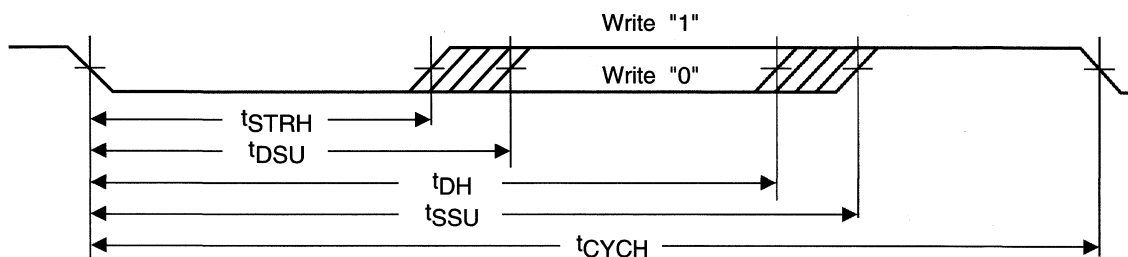 Write "1"
Write "0"
tSTRH
tDSU
tDH
tSSU
tCYCH